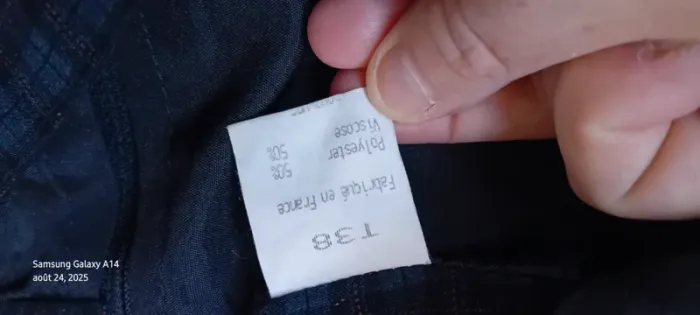 T38
Fabriqué en France
Polyester 50%
Viscose 50%
Samsung Galaxy A14
août 24, 2025